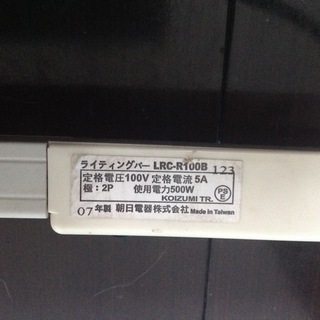 ライティングバー LRC-R100B 123
定格電圧100V 定格電流5A
極：2P 使用電力500W
PSE
KOIZUMI TR.
07年製 朝日電器株式会社 Made in Taiwan